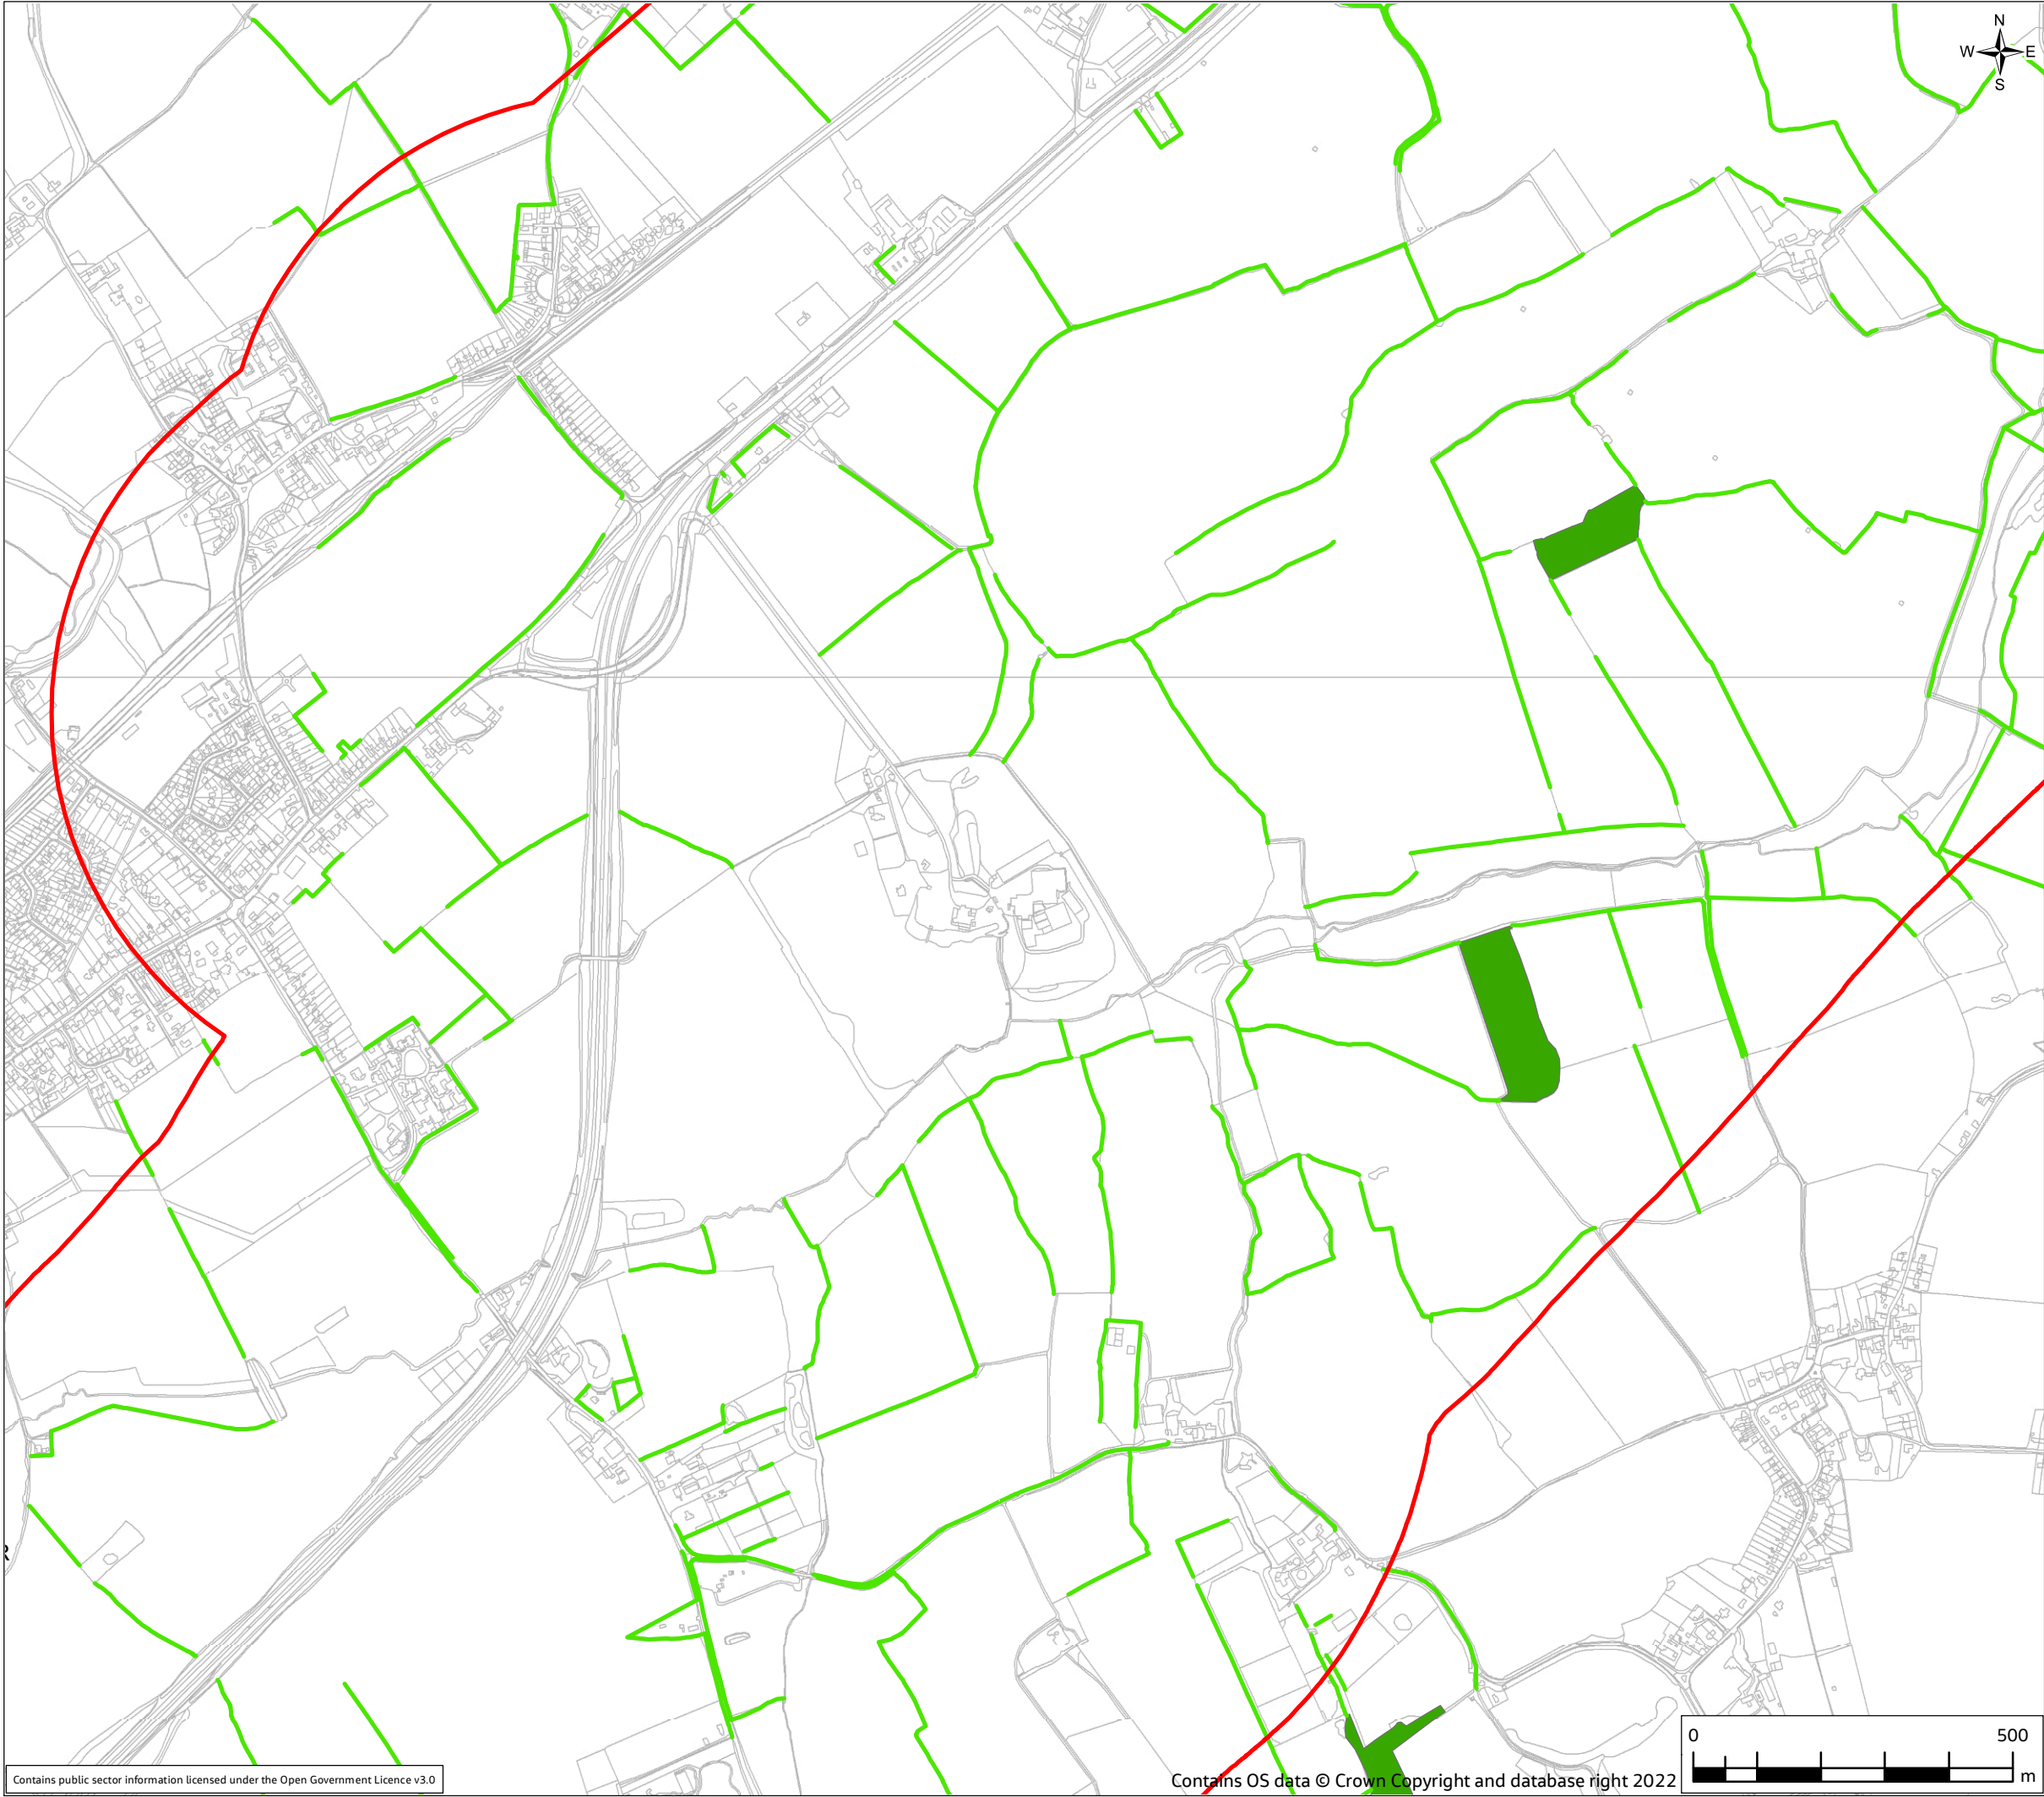 N
W E
S
R
0 500
m
Contains public sector information licensed under the Open Government Licence v3.0
Contains OS data © Crown Copyright and database right 2022